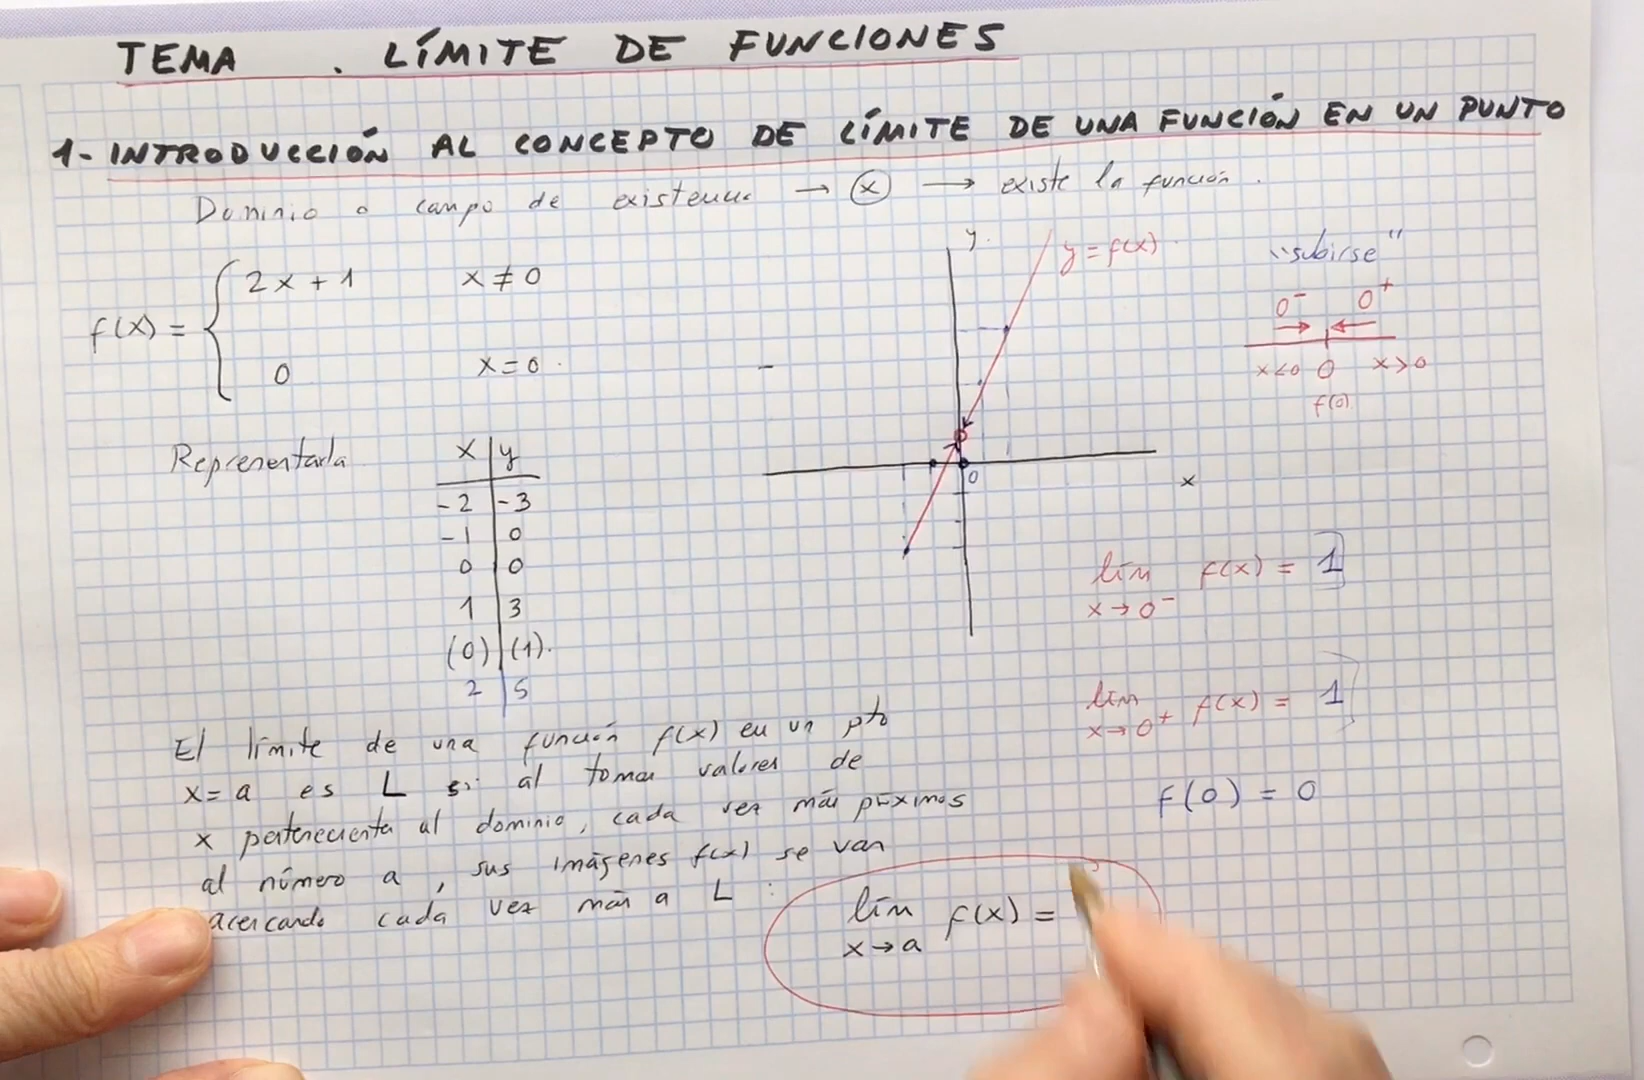 TEMA . LÍMITE DE FUNCIONES
1- INTRODUCCIÓN AL CONCEPTO DE LÍMITE DE UNA FUNCIÓN EN UN PUNTO
Dominio o campo de existencia → x → existe la función.
f(x) = { 2x+1 x ≠ 0
0 x = 0.
y
y = f(x)
"subirse"
0⁻ 0⁺
x<0 0 x>0
f(0)
0
x
Representarla
x | y
-2 | -3
-1 | 0
0 | 0
1 | 3
(0) | (1).
2 | 5
lím f(x) = 1
x→0⁻
lím f(x) = 1
x→0⁺
f(0) = 0
El límite de una función f(x) en un pto
x = a es L si al tomar valores de
x perteneciente al dominio, cada vez más próximos
al número a, sus imágenes f(x) se van
acercando cada vez más a L :
lím f(x) =
x→a